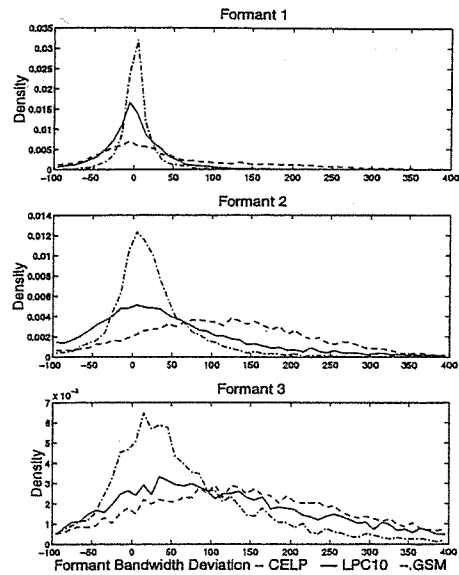 Formant 1
0.035
0.03
0.025
0.02
0.015
0.01
0.005
0
Density
-100 -50 0 50 100 150 200 250 300 350 400
Formant 2
0.014
0.012
0.01
0.008
0.006
0.004
0.002
0
Density
-100 -50 0 50 100 150 200 250 300 350 400
Formant 3
x 10⁻³
7
6
5
4
3
2
1
0
Density
-100 -50 0 50 100 150 200 250 300 350 400
Formant Bandwidth Deviation -- CELP — LPC10 -.GSM